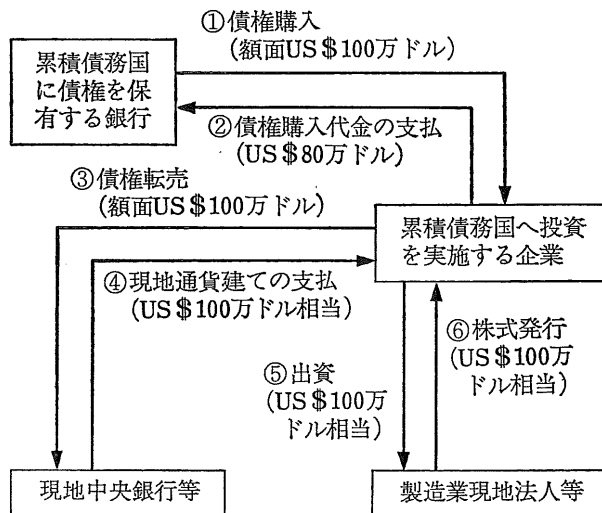 ①債権購入
(額面US＄100万ドル)
累積債務国
に債権を保
有する銀行
②債権購入代金の支払
(US＄80万ドル)
③債権転売
(額面US＄100万ドル)
累積債務国へ投資
を実施する企業
④現地通貨建ての支払
(US＄100万ドル相当)
⑤出資
(US＄100万
ドル相当)
⑥株式発行
(US＄100万
ドル相当)
現地中央銀行等
製造業現地法人等